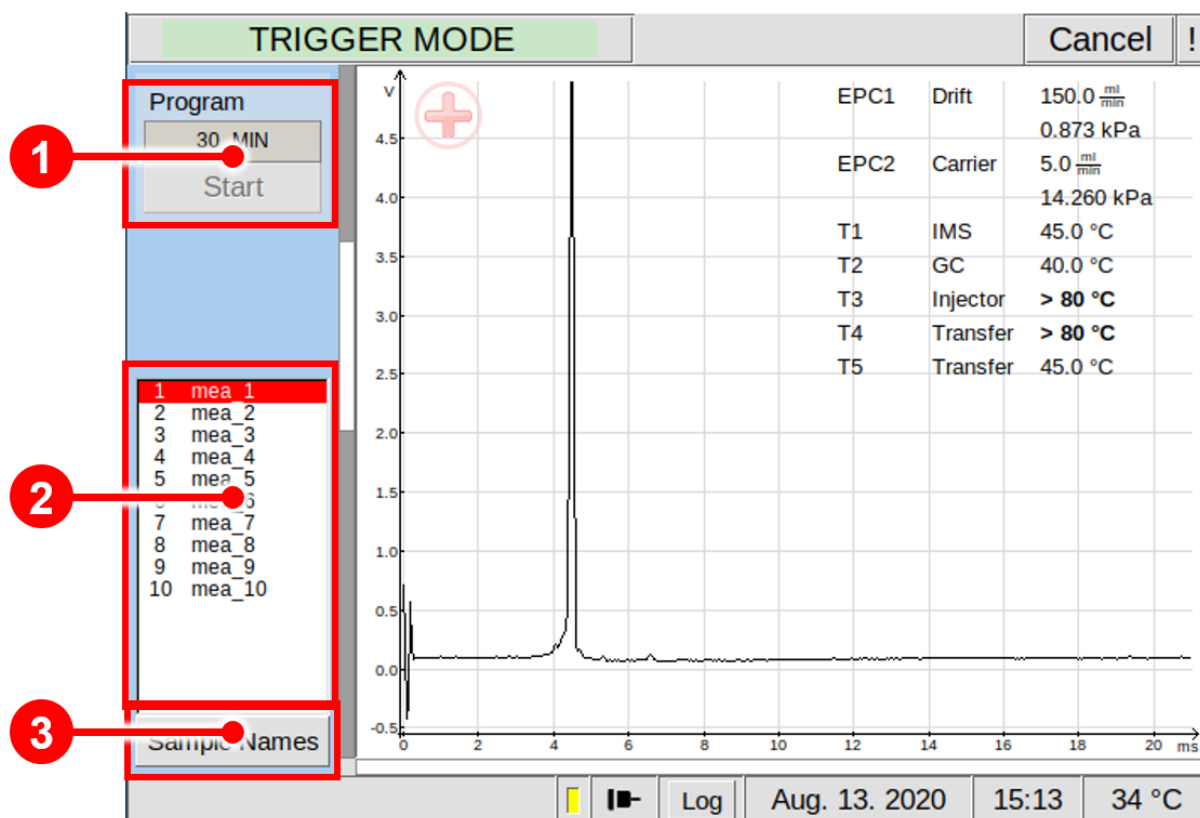 TRIGGER MODE
Cancel
!
1
Program
30 MIN
Start
2
1 mea_1
2 mea_2
3 mea_3
4 mea_4
5 mea_5
6
7 mea_7
8 mea_8
9 mea_9
10 mea_10
3
Sample Names
V
4.5
4.0
3.5
3.0
2.5
2.0
1.5
1.0
0.5
0.0
-0.5
0 2 4 6 8 10 12 14 16 18 20 ms
EPC1 Drift 150.0 ml/min
0.873 kPa
EPC2 Carrier 5.0 ml/min
14.260 kPa
T1 IMS 45.0 °C
T2 GC 40.0 °C
T3 Injector > 80 °C
T4 Transfer > 80 °C
T5 Transfer 45.0 °C
Log
Aug. 13. 2020
15:13
34 °C